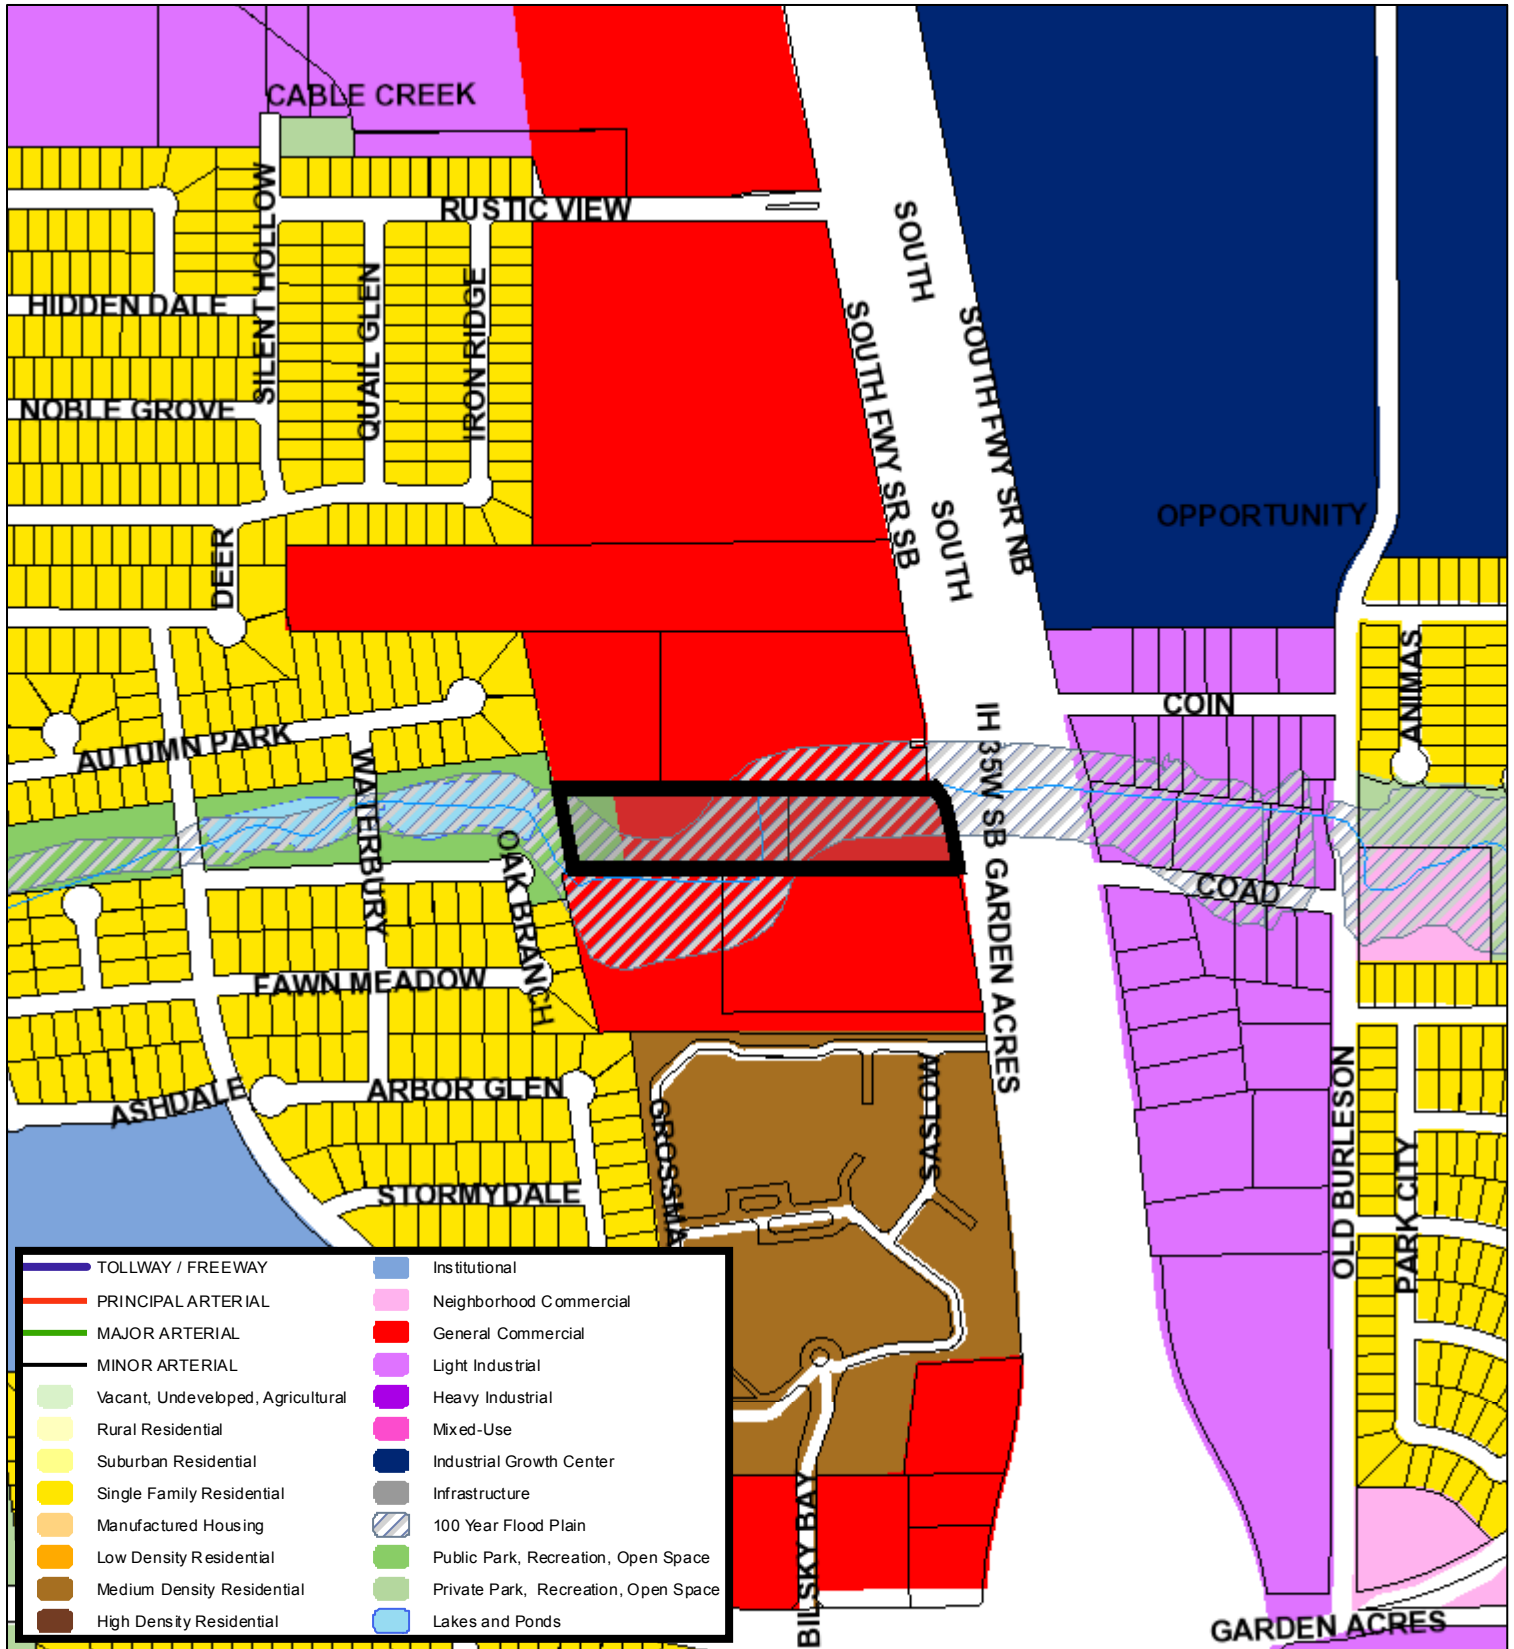 CABLE CREEK
RUSTIC VIEW
SILENT HOLLOW
HIDDEN DALE
QUAIL GLEN
IRON RIDGE
NOBLE GROVE
DEER
SOUTH
SOUTH FWY SR SB
SOUTH FWY SR NB
SOUTH
OPPORTUNITY
ANIMAS
COIN
AUTUMN PARK
WATERBURY
OAK BRANCH
IH 35W SB GARDEN ACRES
COAD
FAWN MEADOW
ASHDALE
ARBOR GLEN
STORMYDALE
GROSSMA
MOTSAVS
OLD BURLESON
PARK CITY
BILSKY BAY
GARDEN ACRES
TOLLWAY / FREEWAY
PRINCIPAL ARTERIAL
MAJOR ARTERIAL
MINOR ARTERIAL
Vacant, Undeveloped, Agricultural
Rural Residential
Suburban Residential
Single Family Residential
Manufactured Housing
Low Density Residential
Medium Density Residential
High Density Residential
Institutional
Neighborhood Commercial
General Commercial
Light Industrial
Heavy Industrial
Mixed-Use
Industrial Growth Center
Infrastructure
100 Year Flood Plain
Public Park, Recreation, Open Space
Private Park, Recreation, Open Space
Lakes and Ponds